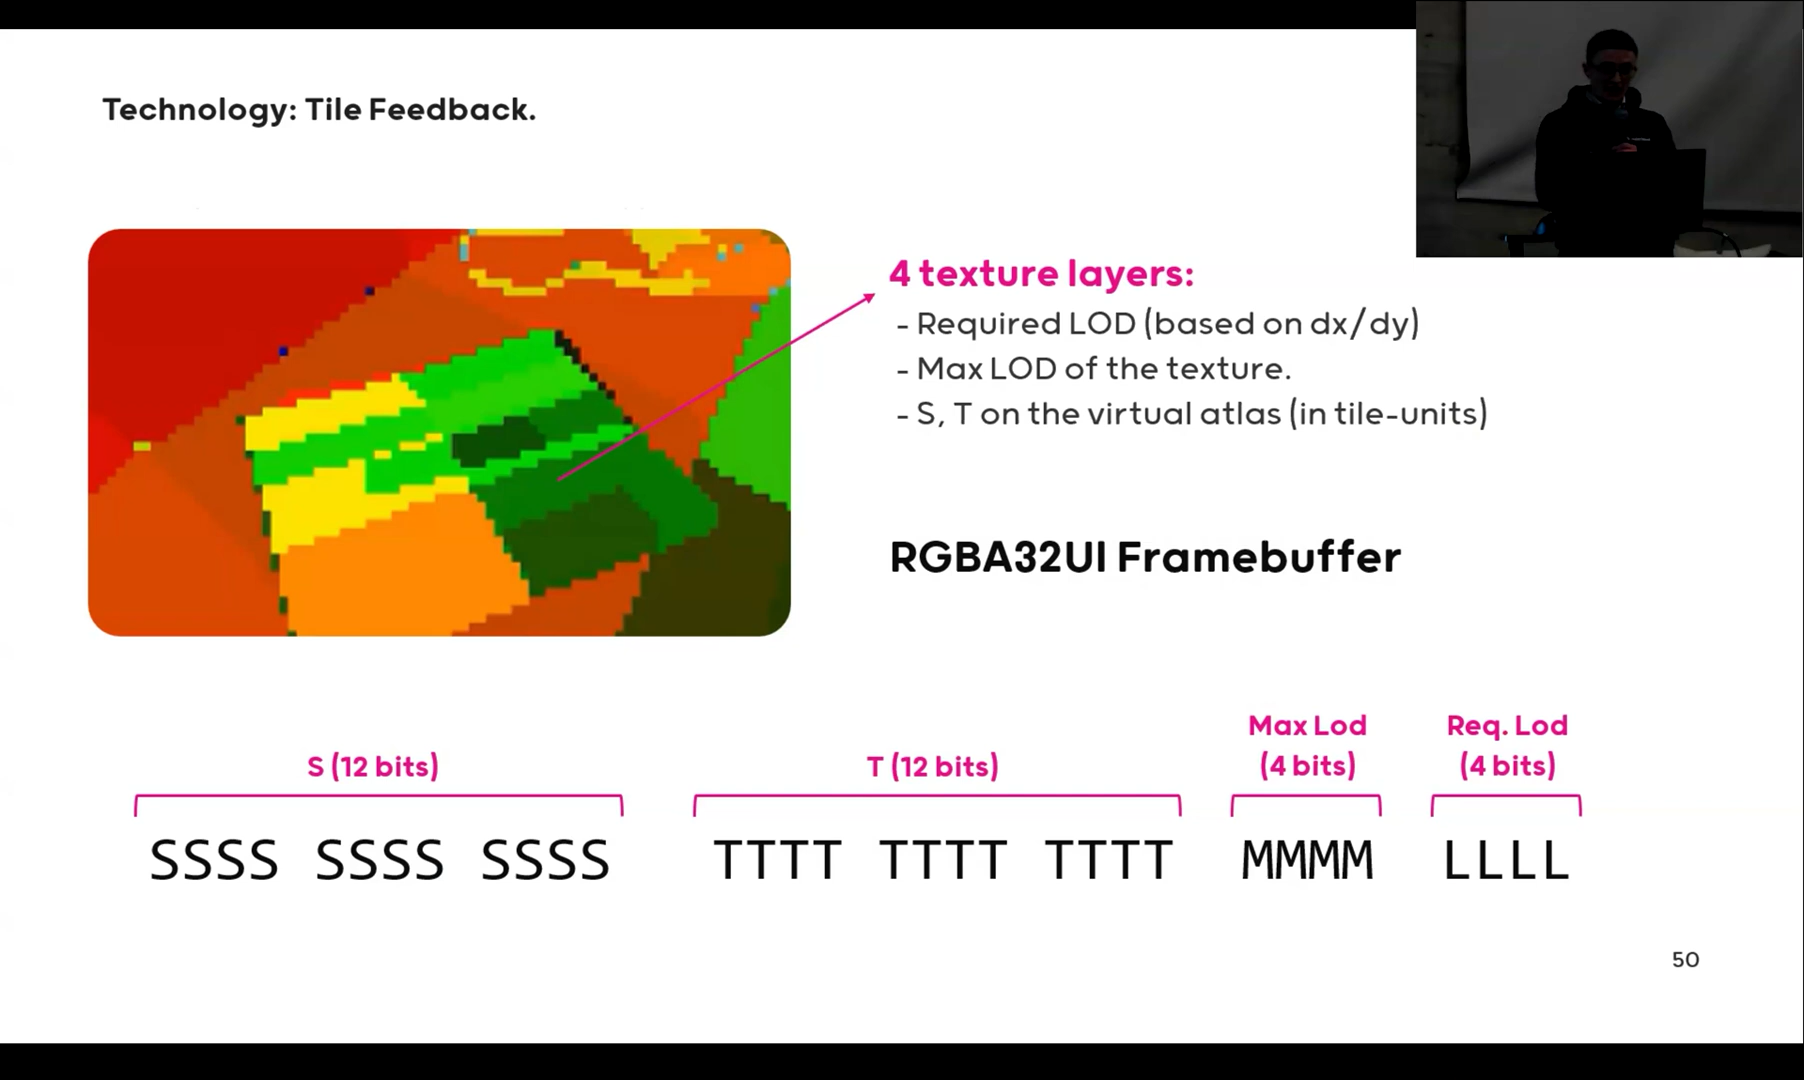 Technology: Tile Feedback.
4 texture layers:
- Required LOD (based on dx/dy)
- Max LOD of the texture.
- S, T on the virtual atlas (in tile-units)
RGBA32UI Framebuffer
S (12 bits)
T (12 bits)
Max Lod
(4 bits)
Req. Lod
(4 bits)
SSSS SSSS SSSS
TTTT TTTT TTTT
MMMM
LLLL
50